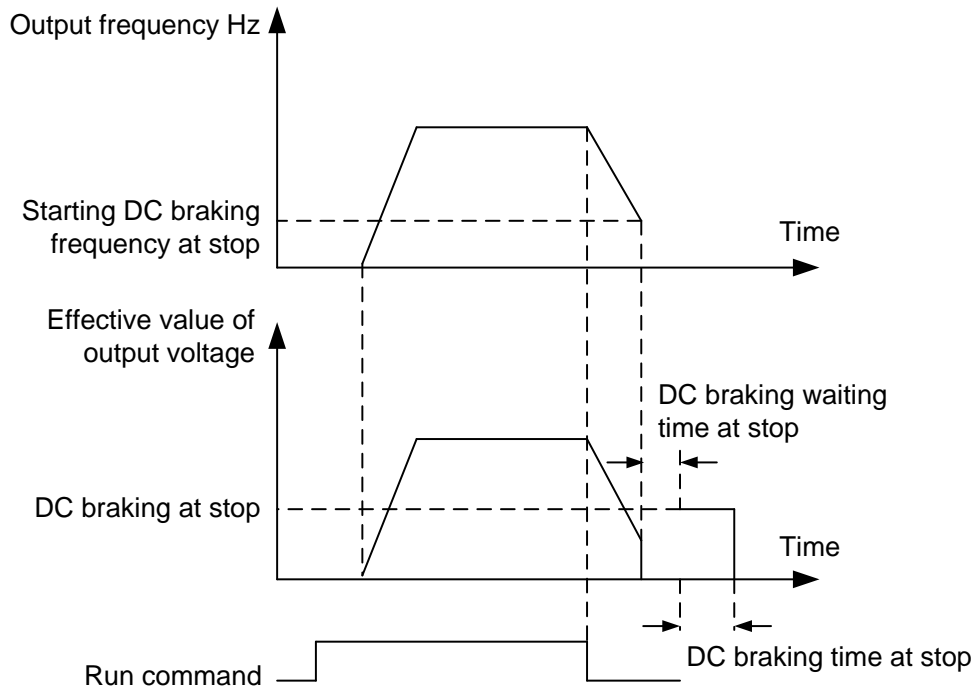 Output frequency Hz
Starting DC braking
frequency at stop
Time
Effective value of
output voltage
DC braking waiting
time at stop
DC braking at stop
Time
DC braking time at stop
Run command